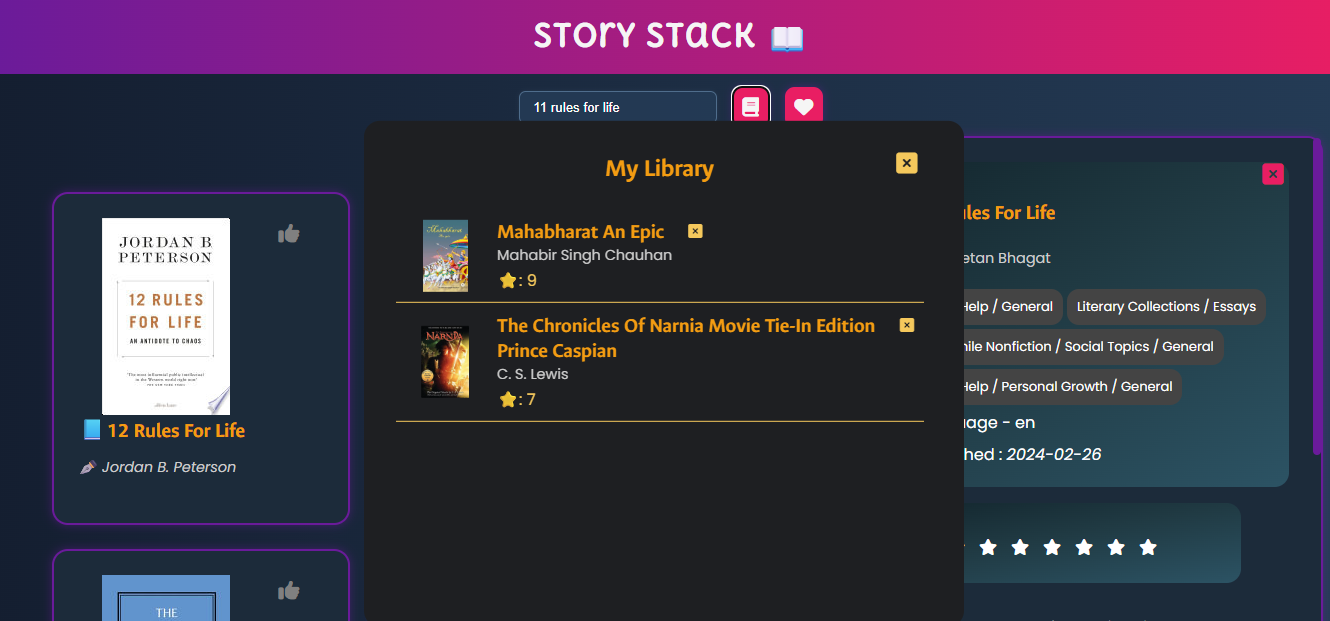 STORY STACK
11 rules for life
My Library
Mahabharat An Epic
Mahabir Singh Chauhan
: 9
The Chronicles Of Narnia Movie Tie-In Edition
Prince Caspian
C. S. Lewis
: 7
JORDAN B.
PETERSON
12 RULES
FOR LIFE
AN ANTIDOTE TO CHAOS
12 Rules For Life
Jordan B. Peterson
THE
Rules For Life
etan Bhagat
Help / General
Literary Collections / Essays
nile Nonfiction / Social Topics / General
Help / Personal Growth / General
age - en
hed : 2024-02-26